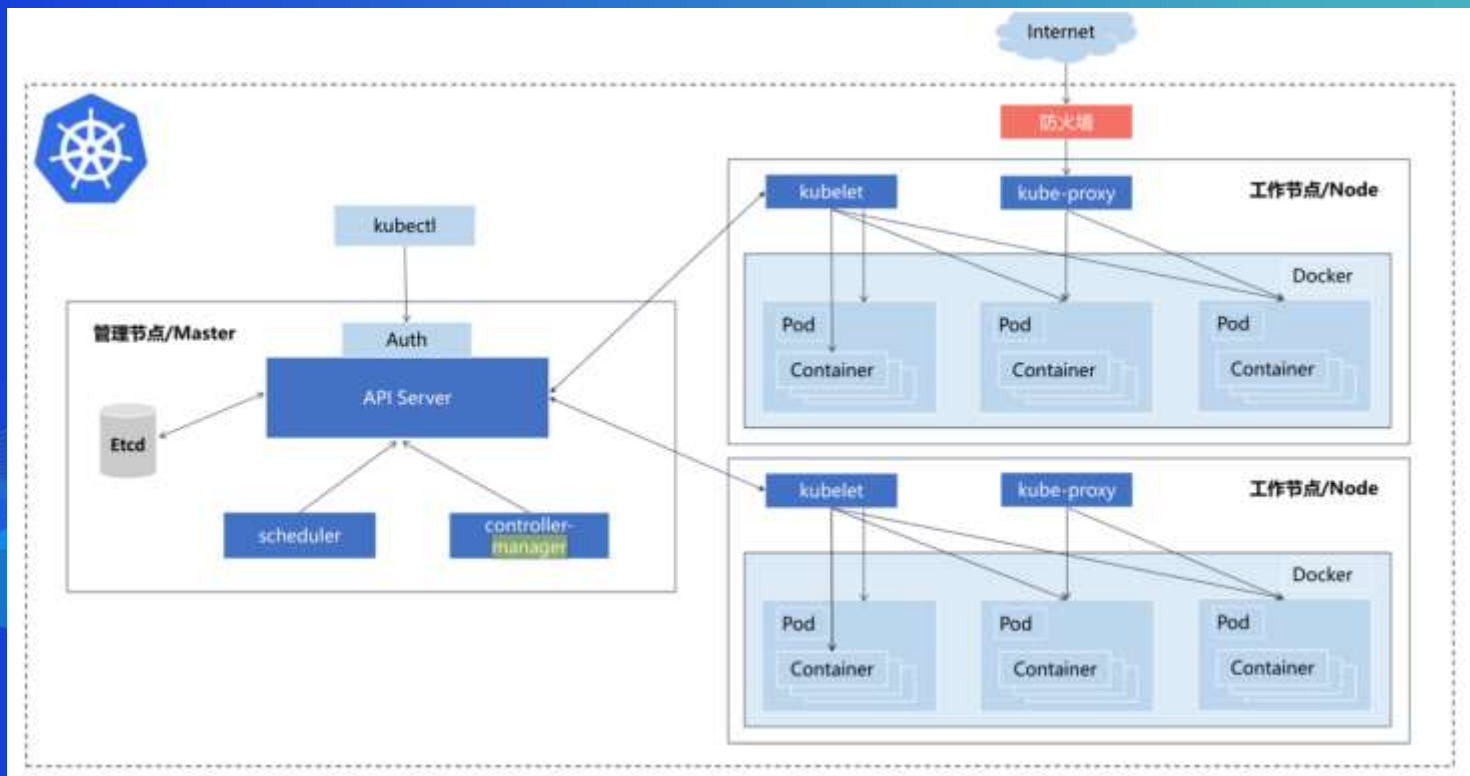 Internet
防火墙
kubelet
kube-proxy
工作节点/Node
kubectl
Docker
管理节点/Master
Auth
Pod
Pod
Pod
Container
Container
Container
API Server
Etcd
kubelet
kube-proxy
工作节点/Node
scheduler
controller-
manager
Docker
Pod
Pod
Pod
Container
Container
Container